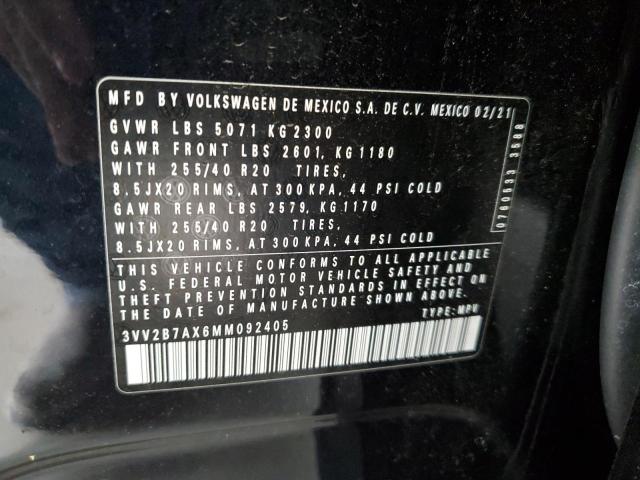 MFD BY VOLKSWAGEN DE MEXICO S.A. DE C.V. MEXICO 02/21
GVWR LBS 5071 KG 2300
GAWR FRONT LBS 2601, KG 1180
WITH 255/40 R20 TIRES,
8.5JX20 RIMS, AT 300 KPA, 44 PSI COLD
GAWR REAR LBS 2579, KG 1170
WITH 255/40 R20 TIRES,
8.5JX20 RIMS, AT 300 KPA, 44 PSI COLD
THIS VEHICLE CONFORMS TO ALL APPLICABLE
U.S. FEDERAL MOTOR VEHICLE SAFETY AND
THEFT PREVENTION STANDARDS IN EFFECT ON
THE DATE OF MANUFACTURE SHOWN ABOVE.
3VV2B7AX6MM092405 TYPE: MPV
0700533 3588